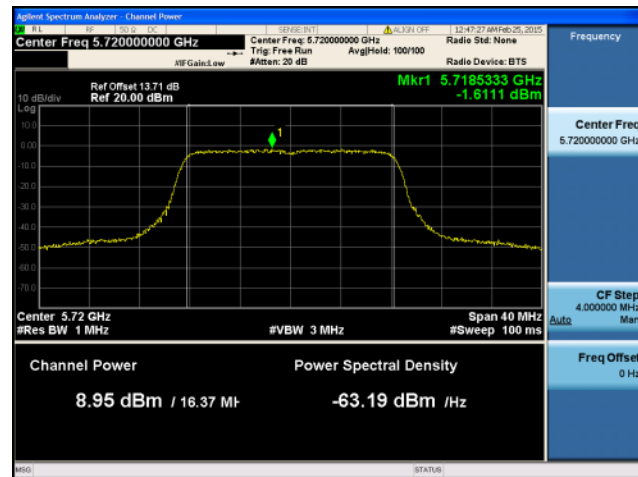 Agilent Spectrum Analyzer - Channel Power
RL RF 50 Ω DC SENSE:INT ALIGN OFF 12:47:27 AM Feb 25, 2015
Center Freq 5.720000000 GHz
Center Freq: 5.720000000 GHz
Radio Std: None
Trig: Free Run Avg|Hold: 100/100
#IFGain:Low #Atten: 20 dB Radio Device: BTS
Frequency
Mkr1 5.7185333 GHz
-1.6111 dBm
Ref Offset 13.71 dB
10 dB/div Ref 20.00 dBm
Log
10.0
0.00
-10.0
-20.0
-30.0
-40.0
-50.0
-60.0
-70.0
1
Center Freq
5.720000000 GHz
Center 5.72 GHz Span 40 MHz
#Res BW 1 MHz #VBW 3 MHz #Sweep 100 ms
CF Step
4.000000 MHz
Auto Man
Channel Power Power Spectral Density
8.95 dBm / 16.37 MH -63.19 dBm /Hz
Freq Offset
0 Hz
MSG STATUS